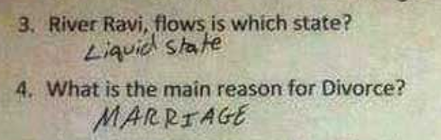 3. River Ravi, flows is which state?
Liquid state
4. What is the main reason for Divorce?
MARRIAGE